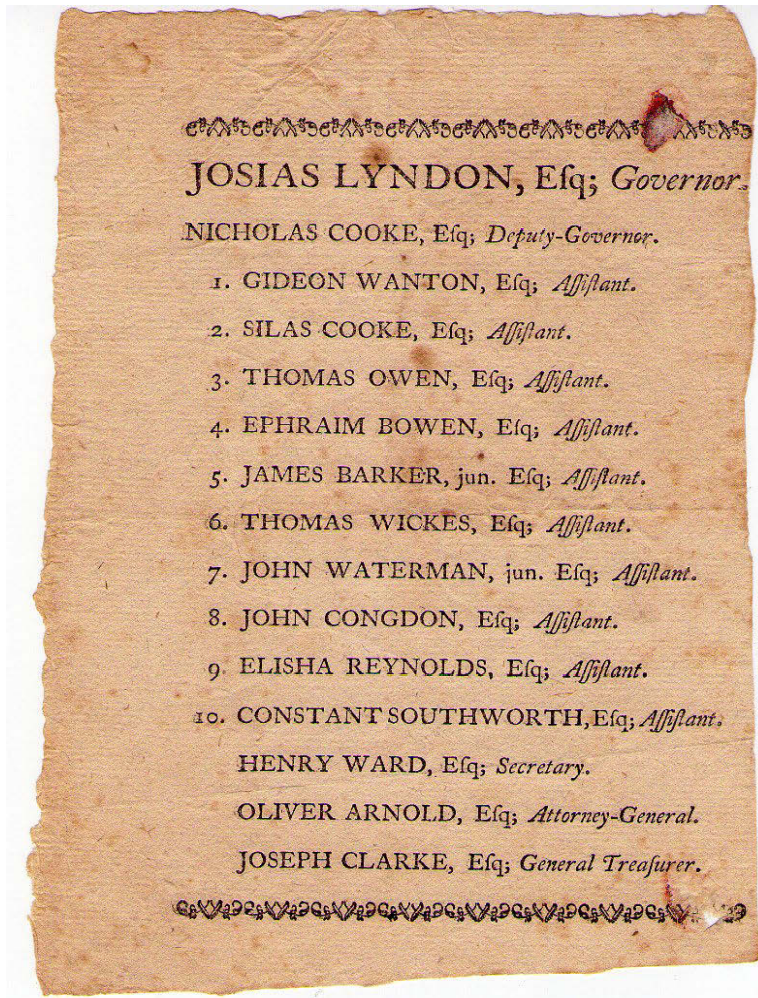 JOSIAS LYNDON, Eſq; Governor.
NICHOLAS COOKE, Eſq; Deputy-Governor.
1. GIDEON WANTON, Eſq; Aſſiſtant.
2. SILAS COOKE, Eſq; Aſſiſtant.
3. THOMAS OWEN, Eſq; Aſſiſtant.
4. EPHRAIM BOWEN, Eſq; Aſſiſtant.
5. JAMES BARKER, jun. Eſq; Aſſiſtant.
6. THOMAS WICKES, Eſq; Aſſiſtant.
7. JOHN WATERMAN, jun. Eſq; Aſſiſtant.
8. JOHN CONGDON, Eſq; Aſſiſtant.
9. ELISHA REYNOLDS, Eſq; Aſſiſtant.
10. CONSTANT SOUTHWORTH, Eſq; Aſſiſtant.
HENRY WARD, Eſq; Secretary.
OLIVER ARNOLD, Eſq; Attorney-General.
JOSEPH CLARKE, Eſq; General Treaſurer.